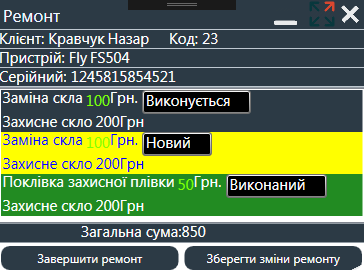 Ремонт
Клієнт: Кравчук Назар Код: 23
Пристрій: Fly FS504
Серійний: 1245815854521
Заміна скла 100Грн. Виконується
Захисне скло 200Грн
Заміна скла 100Грн. Новий
Захисне скло 200Грн
Поклівка захисної плівки 50Грн. Виконаний
Захисне скло 200Грн
Загальна сума:850
Завершити ремонт Зберегти зміни ремонту